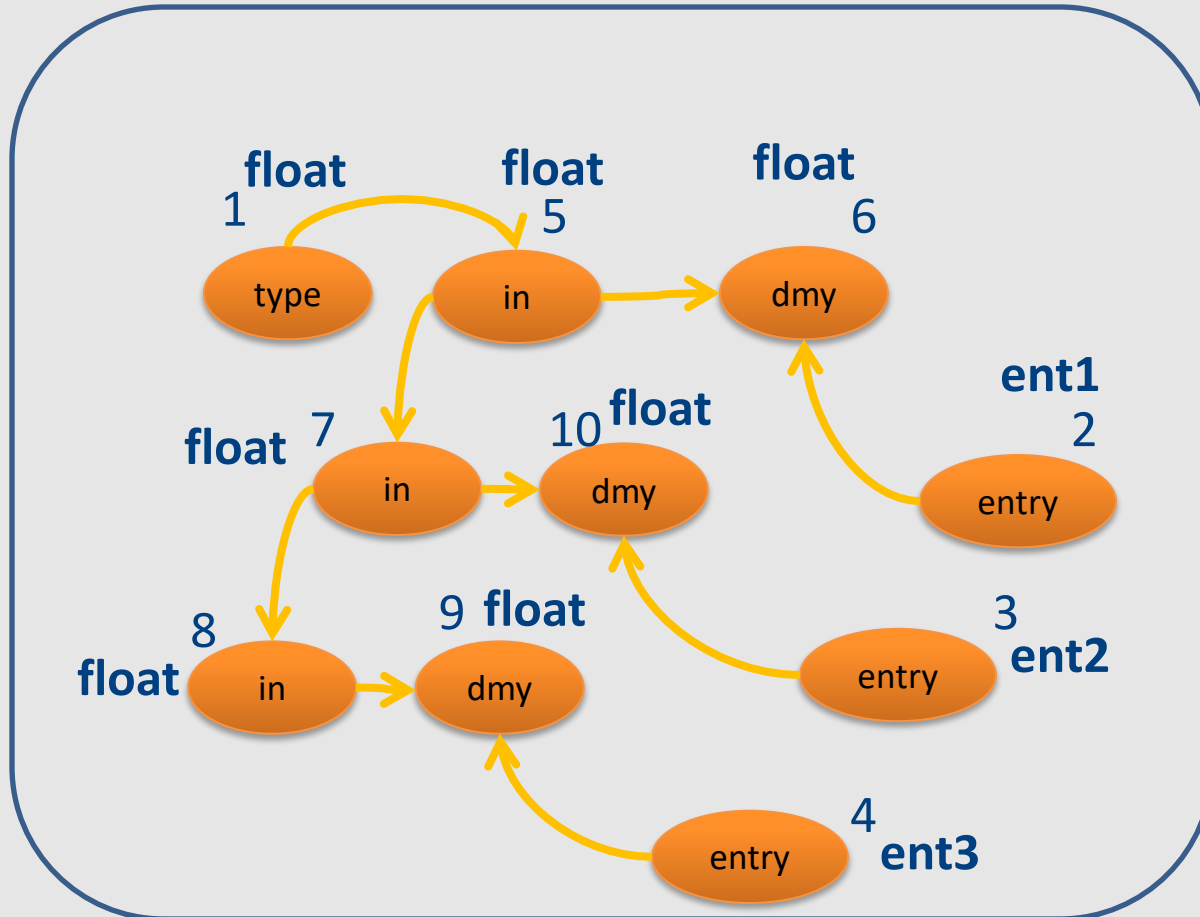 float
float
float
1
5
6
type
in
dmy
ent1
2
float
7
10
float
in
dmy
entry
8
9
float
3
ent2
float
in
dmy
entry
4
ent3
entry